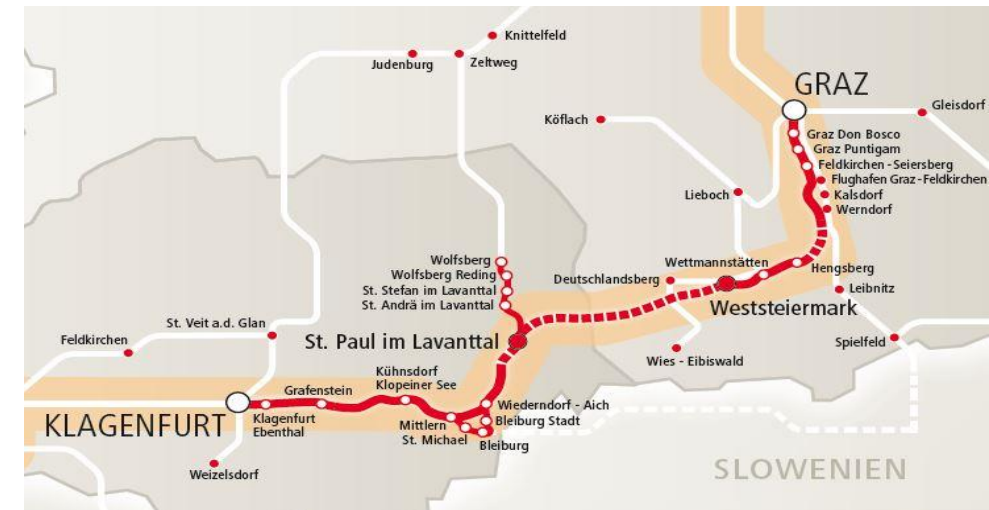 Knittelfeld
Judenburg
Zeltweg
GRAZ
Gleisdorf
Köflach
Graz Don Bosco
Graz Puntigam
Feldkirchen - Seiersberg
Flughafen Graz - Feldkirchen
Kalsdorf
Werndorf
Lieboch
Wolfsberg
Wolfsberg Reding
St. Stefan im Lavanttal
St. Andrä im Lavanttal
Wettmannstätten
Hengsberg
Deutschlandsberg
Leibnitz
Weststeiermark
St. Veit a.d. Glan
Feldkirchen
St. Paul im Lavanttal
Spielfeld
Wies - Eibiswald
Kühnsdorf
Klopeiner See
Grafenstein
KLAGENFURT
Klagenfurt
Ebenthal
Wiederndorf - Aich
Bleiburg Stadt
Mittlern
St. Michael
Bleiburg
Weizelsdorf
SLOWENIEN